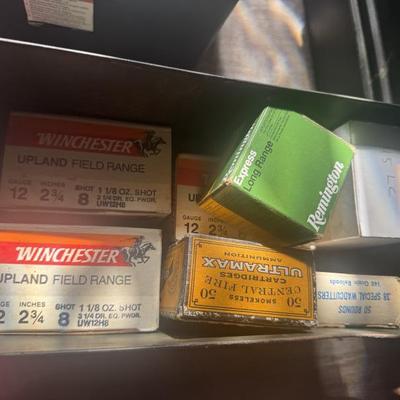 WINCHESTER
UPLAND FIELD RANGE
GAUGE INCHES SHOT 1 1/8 OZ. SHOT
12 2¾ 8 3 1/4 DR. EQ. PWDR.
UW12H8
GAUGE
12
Express
Long Range
Remington
WINCHESTER
UPLAND FIELD RANGE
INCHES SHOT 1 1/8 OZ. SHOT
2 2¾ 8 3 1/4 DR. EQ. PWDR.
UW12H8
AMMUNITION
ULTRAMAX
CARTRIDGES
CENTRAL FIRE
50 SMOKELESS 50
50 ROUNDS
38 SPECIAL WADCUTTERS
148 Grain Reloads